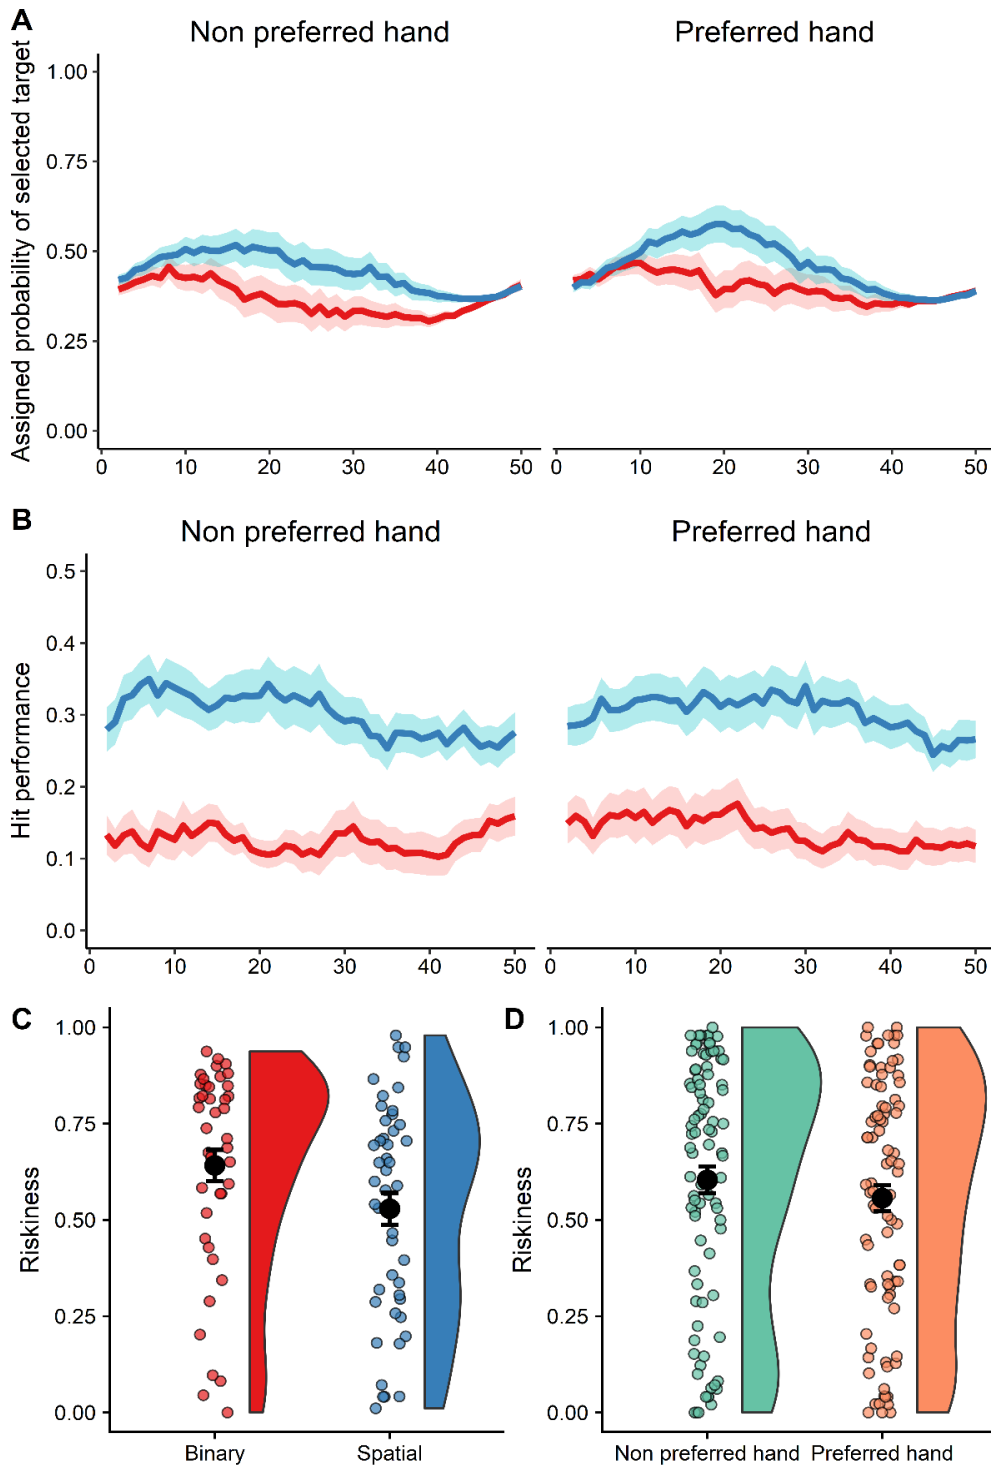 A
Non preferred hand Preferred hand
Assigned probability of selected target
1.00
0.75
0.50
0.25
0.00
0 10 20 30 40 50 0 10 20 30 40 50
B
Non preferred hand Preferred hand
Hit performance
0.5
0.4
0.3
0.2
0.1
0.0
0 10 20 30 40 50 0 10 20 30 40 50
C
Riskiness
1.00
0.75
0.50
0.25
0.00
Binary Spatial
D
Riskiness
1.00
0.75
0.50
0.25
0.00
Non preferred hand Preferred hand